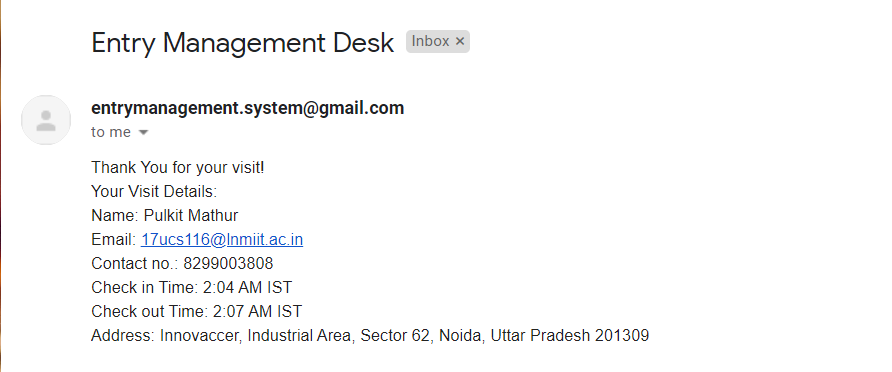 Entry Management Desk Inbox ×
entrymanagement.system@gmail.com
to me
Thank You for your visit!
Your Visit Details:
Name: Pulkit Mathur
Email: 17ucs116@lnmiit.ac.in
Contact no.: 8299003808
Check in Time: 2:04 AM IST
Check out Time: 2:07 AM IST
Address: Innovaccer, Industrial Area, Sector 62, Noida, Uttar Pradesh 201309